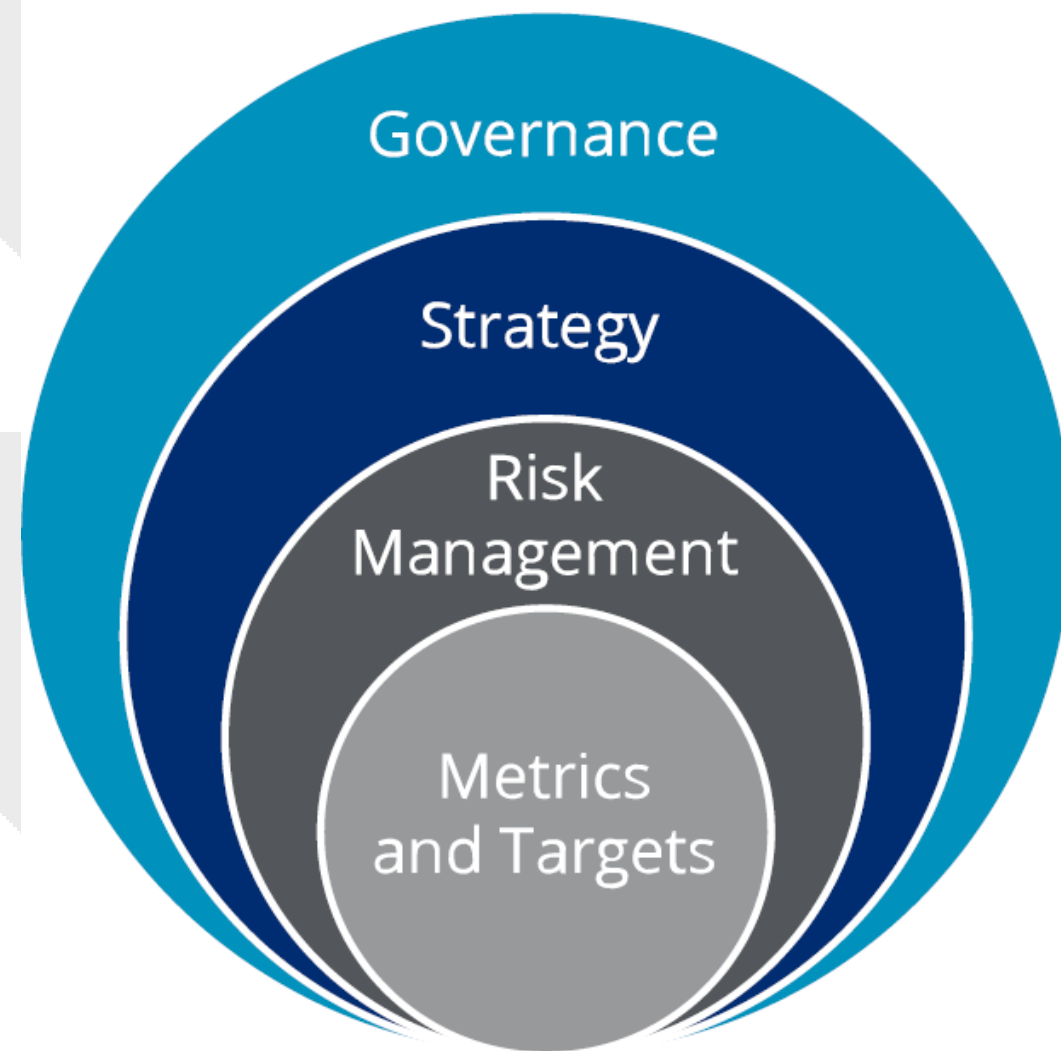 Governance
Strategy
Risk
Management
Metrics
and Targets